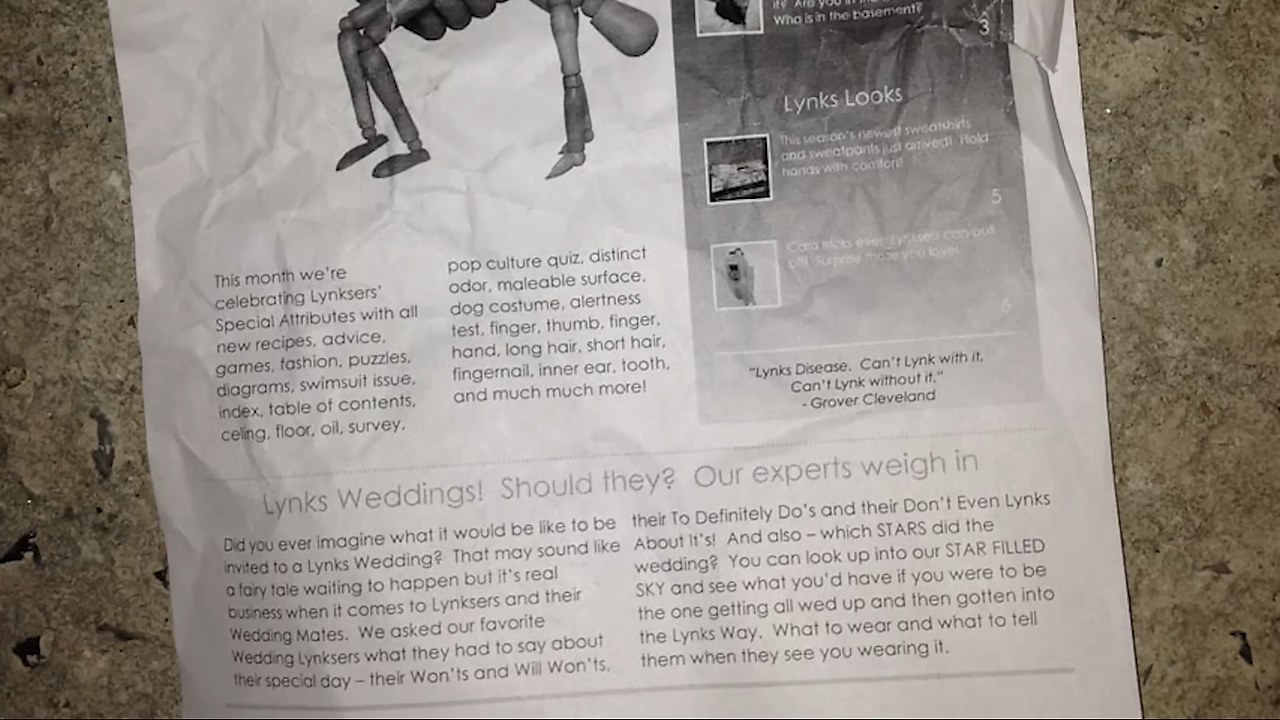 Wha is in the basement?
3
Lynks Looks
This season's newest sweatshirts
and sweatpants just arrived! Hold
hands with comfort!
5
6
"Lynks Disease. Can't Lynk with it,
Can't Lynk without it."
- Grover Cleveland
This month we're
celebrating Lynksers'
Special Attributes with all
new recipes, advice,
games, fashion, puzzles,
diagrams, swimsuit issue,
index, table of contents,
celing, floor, oil, survey,
pop culture quiz, distinct
odor, maleable surface,
dog costume, alertness
test, finger, thumb, finger,
hand, long hair, short hair,
fingernail, inner ear, tooth,
and much much more!
Lynks Weddings! Should they? Our experts weigh in
Did you ever imagine what it would be like to be
invited to a Lynks Wedding? That may sound like
a fairy tale waiting to happen but it's real
business when it comes to Lynksers and their
Wedding Mates. We asked our favorite
Wedding Lynksers what they had to say about
their special day – their Won'ts and Will Won'ts,
their To Definitely Do's and their Don't Even Lynks
About It's! And also – which STARS did the
wedding? You can look up into our STAR FILLED
SKY and see what you'd have if you were to be
the one getting all wed up and then gotten into
the Lynks Way. What to wear and what to tell
them when they see you wearing it.